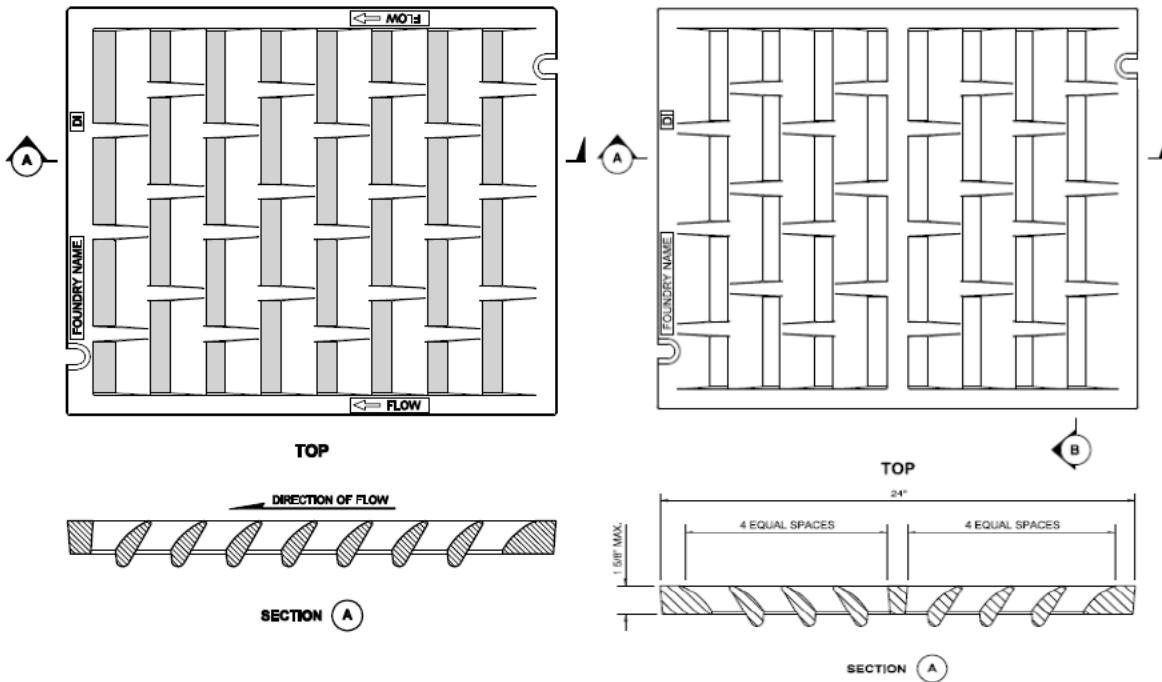 FLOW
DI
A
FOUNDRY NAME
FLOW
TOP
DIRECTION OF FLOW
SECTION A
A
DI
FOUNDRY NAME
B
TOP
24"
4 EQUAL SPACES
4 EQUAL SPACES
1 5/8" MAX.
SECTION A